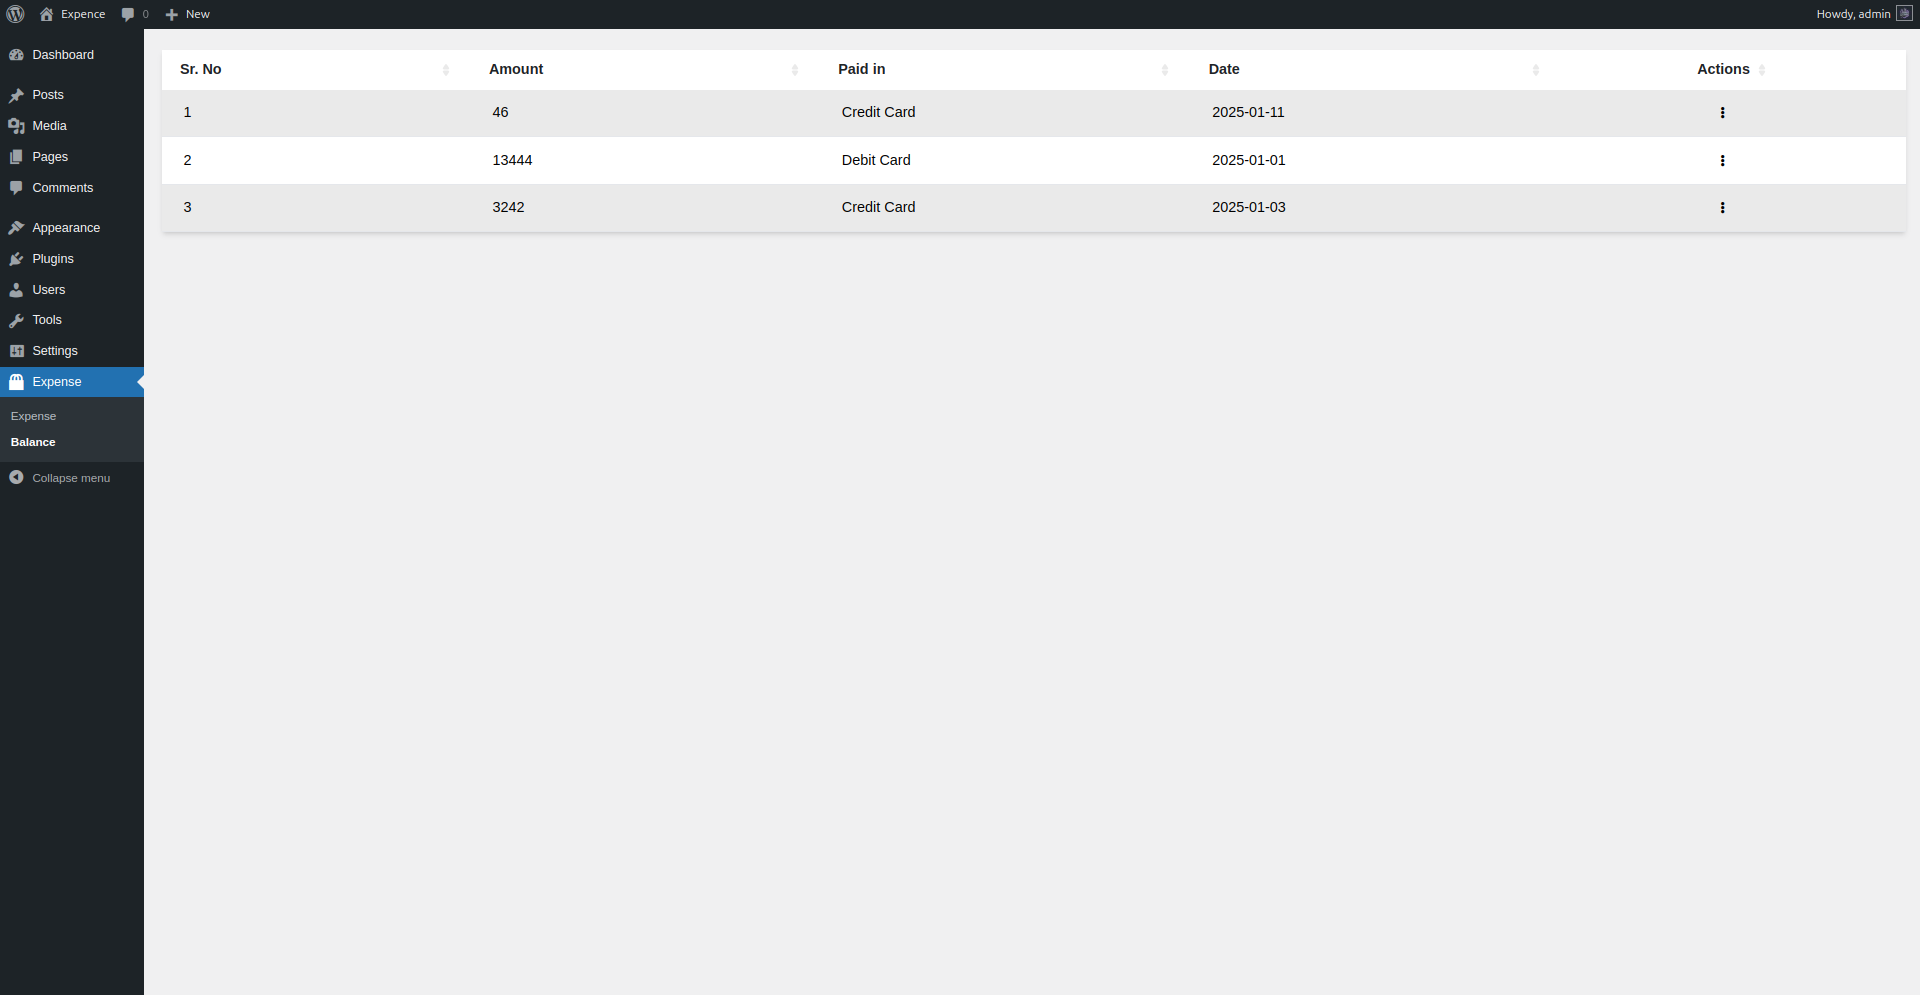 Expence 0 New Howdy, admin
Dashboard
Posts
Media
Pages
Comments
Appearance
Plugins
Users
Tools
Settings
Expense
Expense
Balance
Collapse menu
Sr. No Amount Paid in Date Actions
1 46 Credit Card 2025-01-11
2 13444 Debit Card 2025-01-01
3 3242 Credit Card 2025-01-03